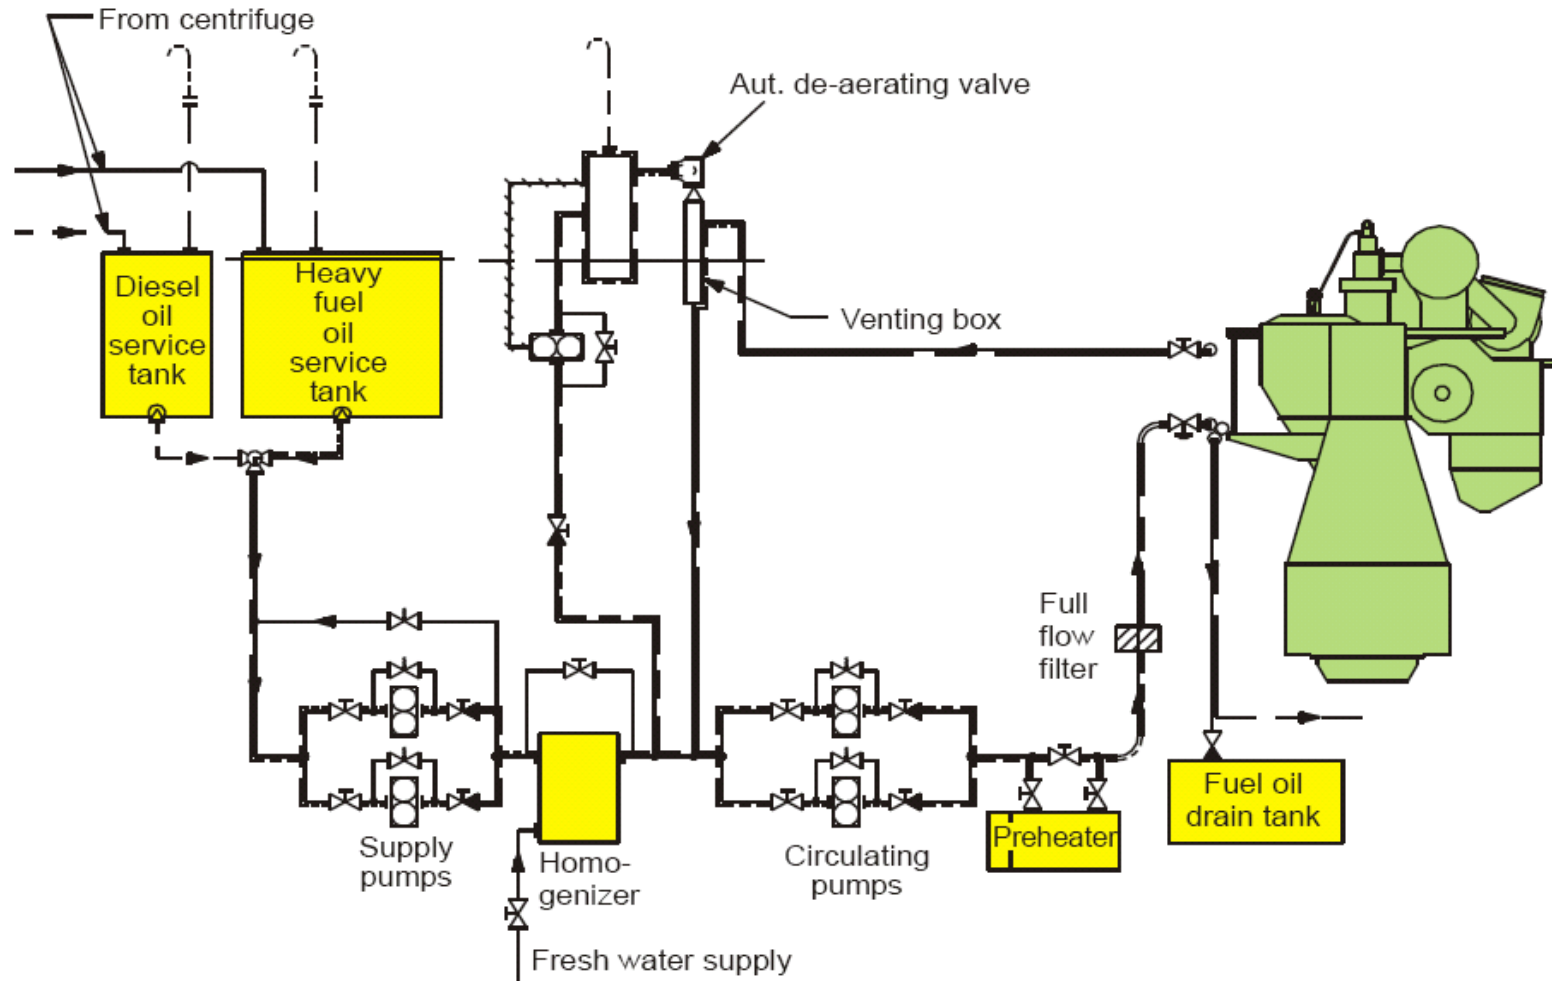 From centrifuge
Aut. de-aerating valve
Diesel
oil
service
tank
Heavy
fuel
oil
service
tank
Venting box
Full
flow
filter
Supply
pumps
Homo-
genizer
Circulating
pumps
Preheater
Fuel oil
drain tank
Fresh water supply